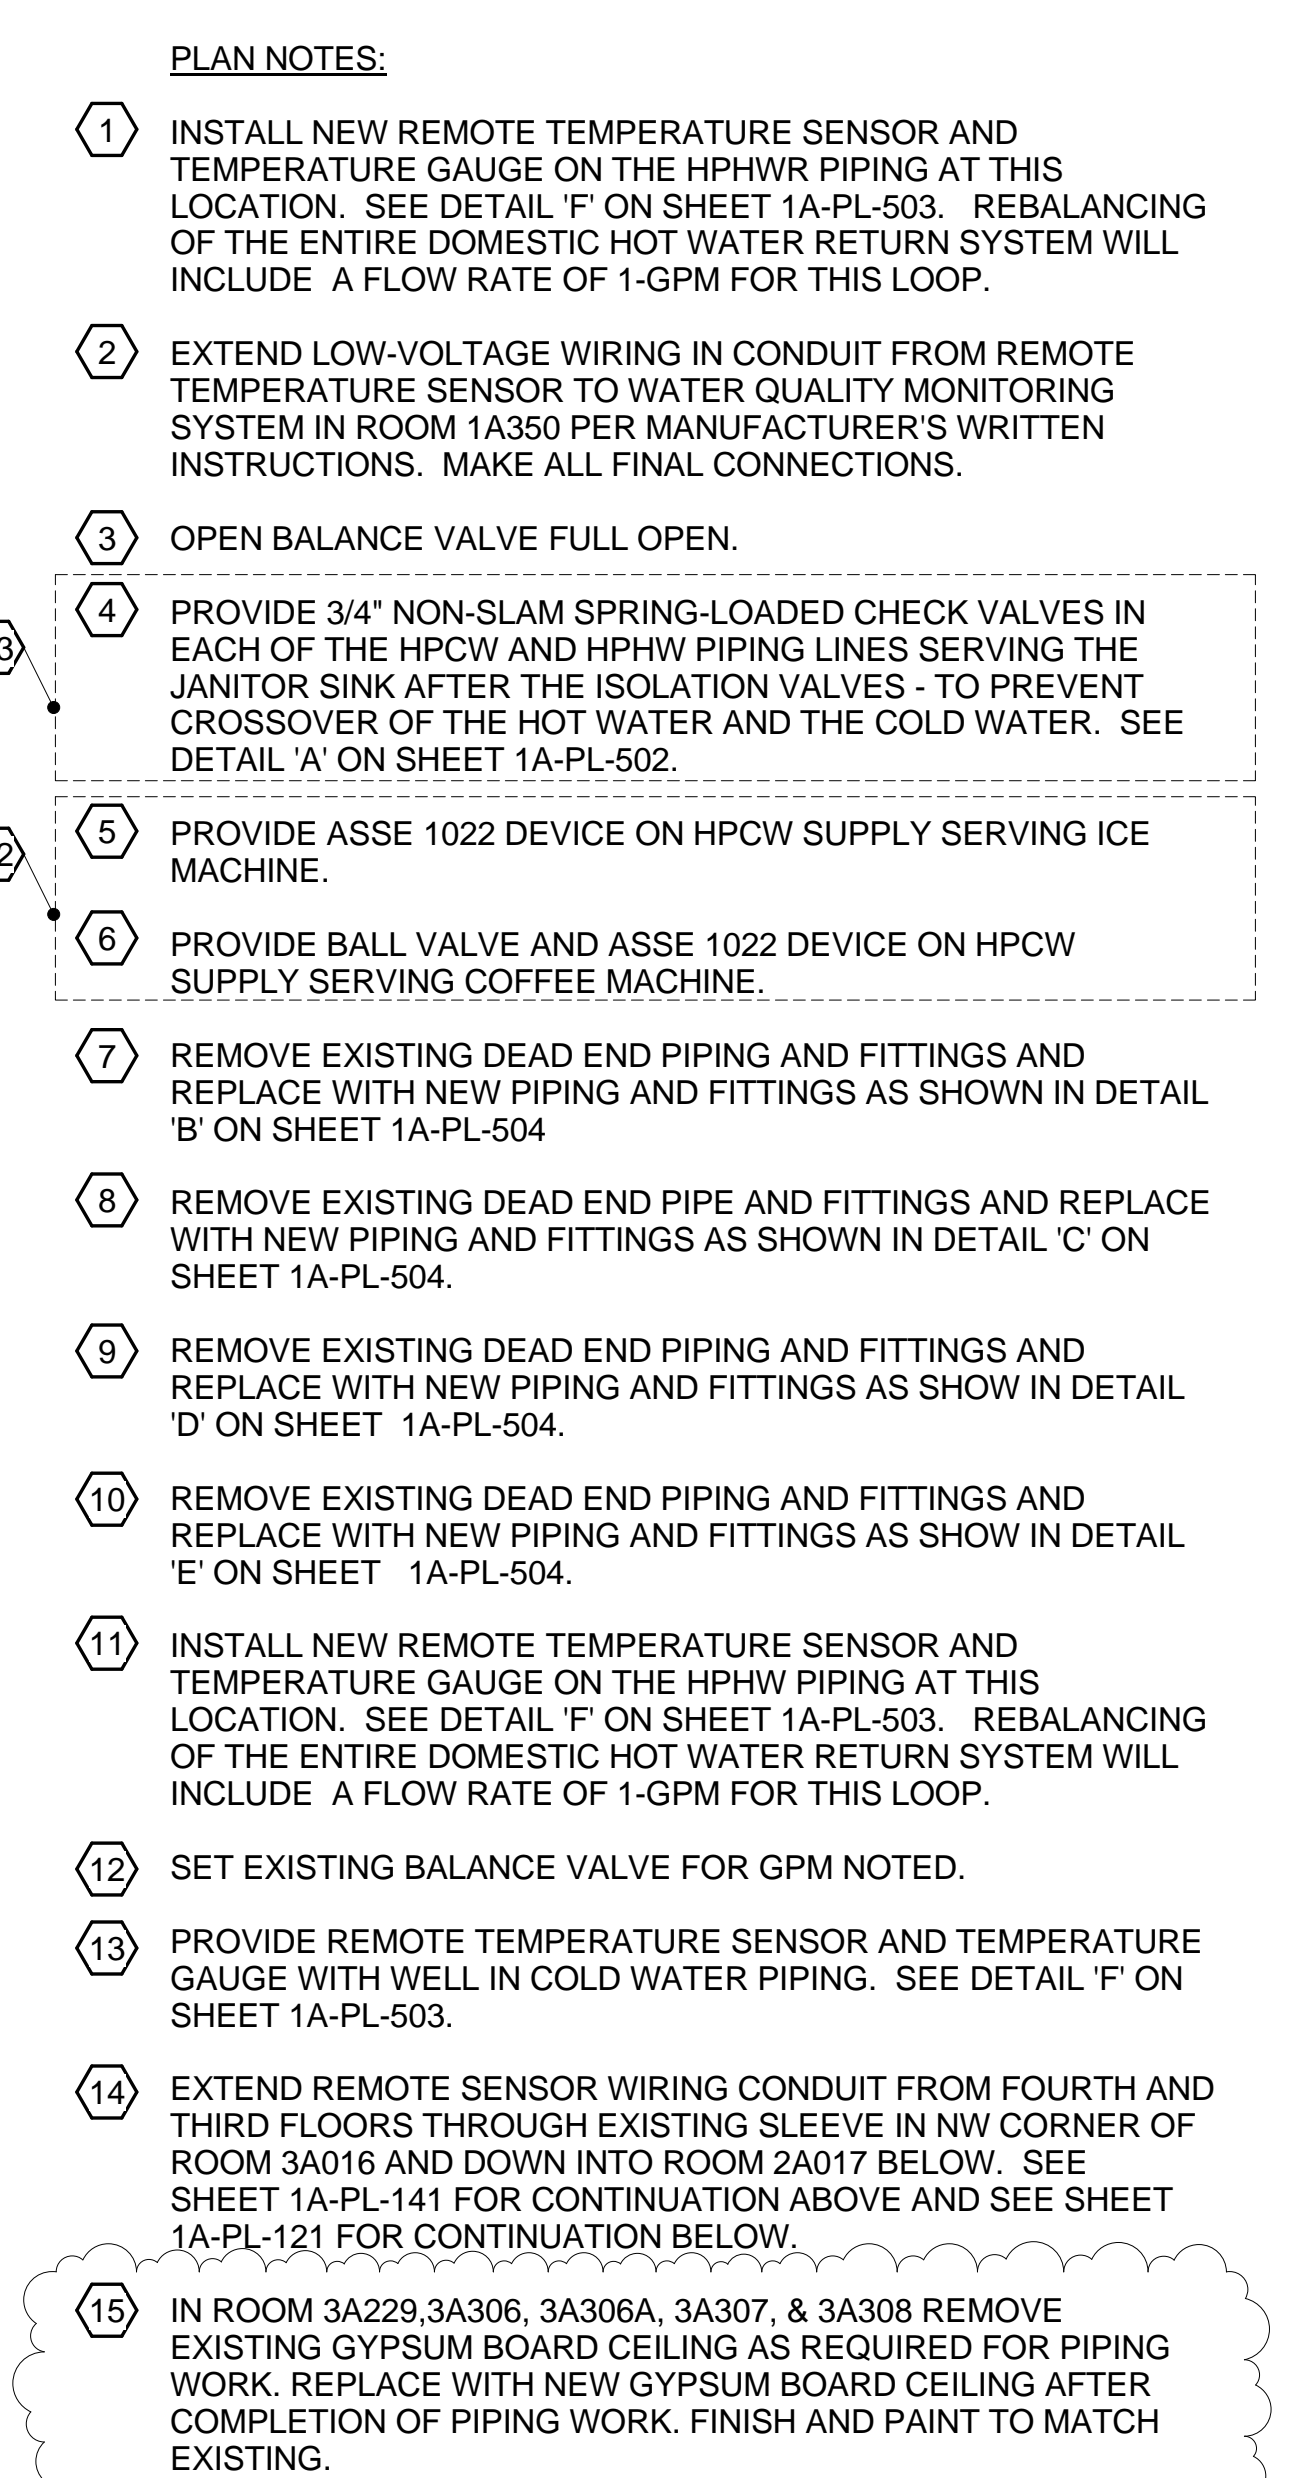 PLAN NOTES:
1 INSTALL NEW REMOTE TEMPERATURE SENSOR AND
TEMPERATURE GAUGE ON THE HPHWR PIPING AT THIS
LOCATION. SEE DETAIL 'F' ON SHEET 1A-PL-503. REBALANCING
OF THE ENTIRE DOMESTIC HOT WATER RETURN SYSTEM WILL
INCLUDE A FLOW RATE OF 1-GPM FOR THIS LOOP.
2 EXTEND LOW-VOLTAGE WIRING IN CONDUIT FROM REMOTE
TEMPERATURE SENSOR TO WATER QUALITY MONITORING
SYSTEM IN ROOM 1A350 PER MANUFACTURER'S WRITTEN
INSTRUCTIONS. MAKE ALL FINAL CONNECTIONS.
3 OPEN BALANCE VALVE FULL OPEN.
4 PROVIDE 3/4" NON-SLAM SPRING-LOADED CHECK VALVES IN
3 EACH OF THE HPCW AND HPHW PIPING LINES SERVING THE
JANITOR SINK AFTER THE ISOLATION VALVES - TO PREVENT
CROSSOVER OF THE HOT WATER AND THE COLD WATER. SEE
DETAIL 'A' ON SHEET 1A-PL-502.
5 PROVIDE ASSE 1022 DEVICE ON HPCW SUPPLY SERVING ICE
2 MACHINE.
6 PROVIDE BALL VALVE AND ASSE 1022 DEVICE ON HPCW
SUPPLY SERVING COFFEE MACHINE.
7 REMOVE EXISTING DEAD END PIPING AND FITTINGS AND
REPLACE WITH NEW PIPING AND FITTINGS AS SHOWN IN DETAIL
'B' ON SHEET 1A-PL-504
8 REMOVE EXISTING DEAD END PIPE AND FITTINGS AND REPLACE
WITH NEW PIPING AND FITTINGS AS SHOWN IN DETAIL 'C' ON
SHEET 1A-PL-504.
9 REMOVE EXISTING DEAD END PIPING AND FITTINGS AND
REPLACE WITH NEW PIPING AND FITTINGS AS SHOW IN DETAIL
'D' ON SHEET 1A-PL-504.
10 REMOVE EXISTING DEAD END PIPING AND FITTINGS AND
REPLACE WITH NEW PIPING AND FITTINGS AS SHOW IN DETAIL
'E' ON SHEET 1A-PL-504.
11 INSTALL NEW REMOTE TEMPERATURE SENSOR AND
TEMPERATURE GAUGE ON THE HPHW PIPING AT THIS
LOCATION. SEE DETAIL 'F' ON SHEET 1A-PL-503. REBALANCING
OF THE ENTIRE DOMESTIC HOT WATER RETURN SYSTEM WILL
INCLUDE A FLOW RATE OF 1-GPM FOR THIS LOOP.
12 SET EXISTING BALANCE VALVE FOR GPM NOTED.
13 PROVIDE REMOTE TEMPERATURE SENSOR AND TEMPERATURE
GAUGE WITH WELL IN COLD WATER PIPING. SEE DETAIL 'F' ON
SHEET 1A-PL-503.
14 EXTEND REMOTE SENSOR WIRING CONDUIT FROM FOURTH AND
THIRD FLOORS THROUGH EXISTING SLEEVE IN NW CORNER OF
ROOM 3A016 AND DOWN INTO ROOM 2A017 BELOW. SEE
SHEET 1A-PL-141 FOR CONTINUATION ABOVE AND SEE SHEET
1A-PL-121 FOR CONTINUATION BELOW.
15 IN ROOM 3A229,3A306, 3A306A, 3A307, & 3A308 REMOVE
EXISTING GYPSUM BOARD CEILING AS REQUIRED FOR PIPING
WORK. REPLACE WITH NEW GYPSUM BOARD CEILING AFTER
COMPLETION OF PIPING WORK. FINISH AND PAINT TO MATCH
EXISTING.